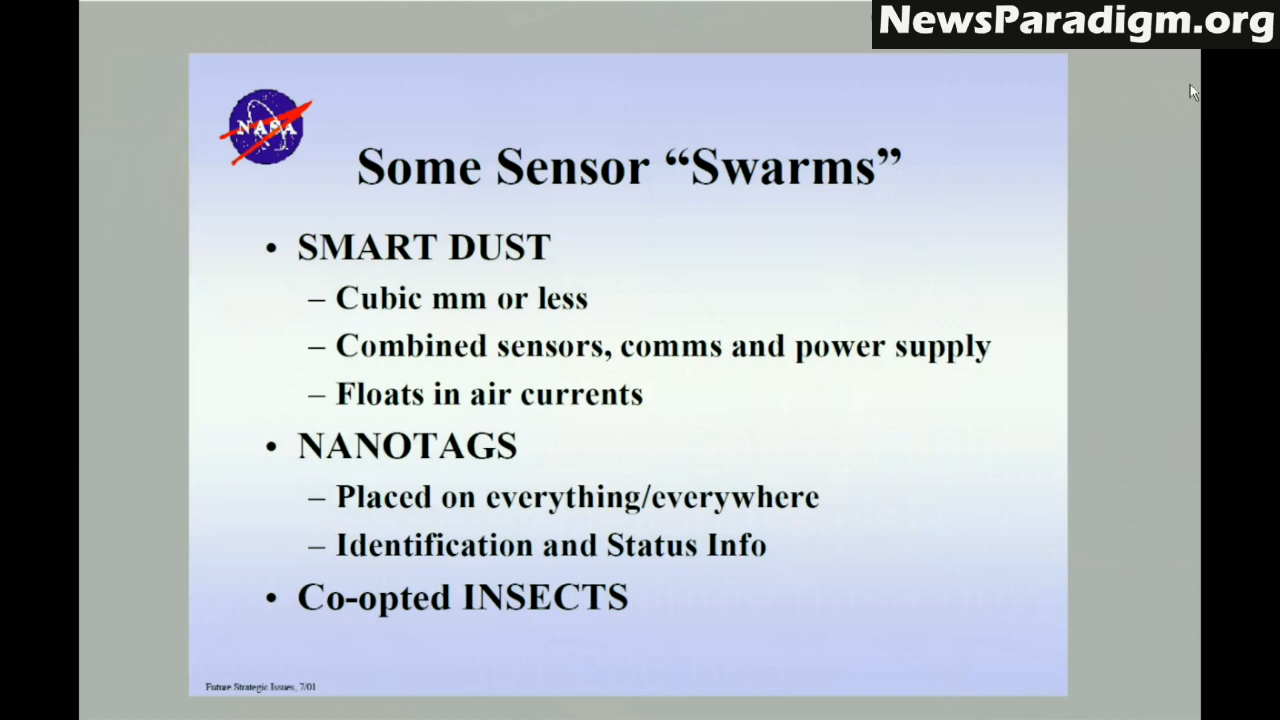 NewsParadigm.org
NASA
Some Sensor “Swarms”
• SMART DUST
– Cubic mm or less
– Combined sensors, comms and power supply
– Floats in air currents
• NANOTAGS
– Placed on everything/everywhere
– Identification and Status Info
• Co-opted INSECTS
Future Strategic Issues, 7/01